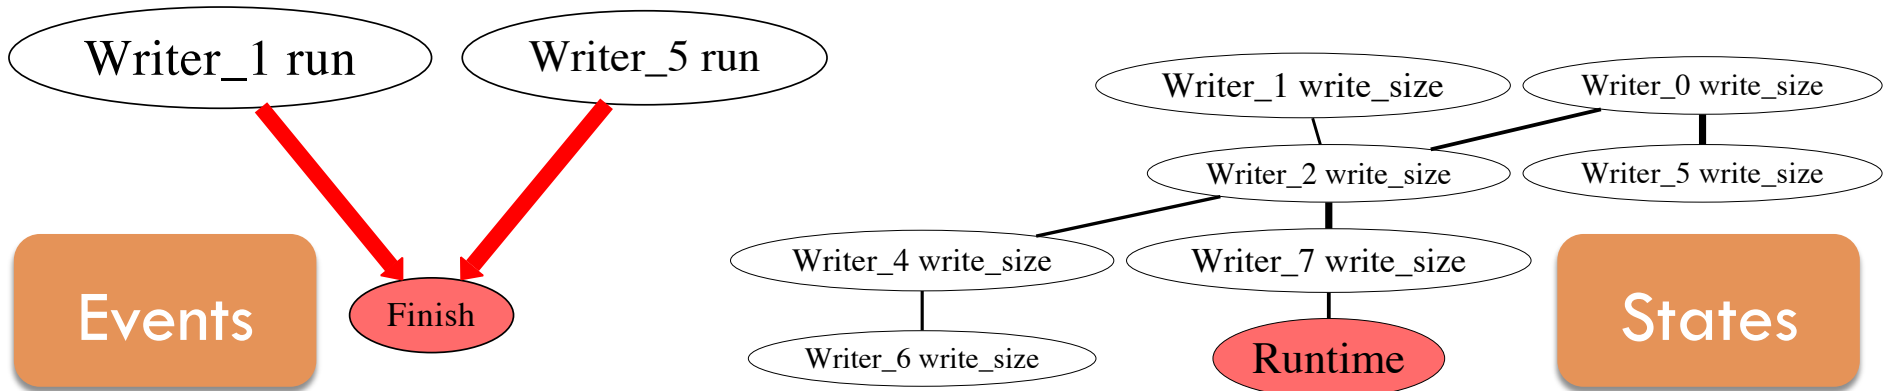 Writer_1 run
Writer_5 run
Finish
Events
Writer_1 write_size
Writer_0 write_size
Writer_2 write_size
Writer_5 write_size
Writer_4 write_size
Writer_7 write_size
Writer_6 write_size
Runtime
States